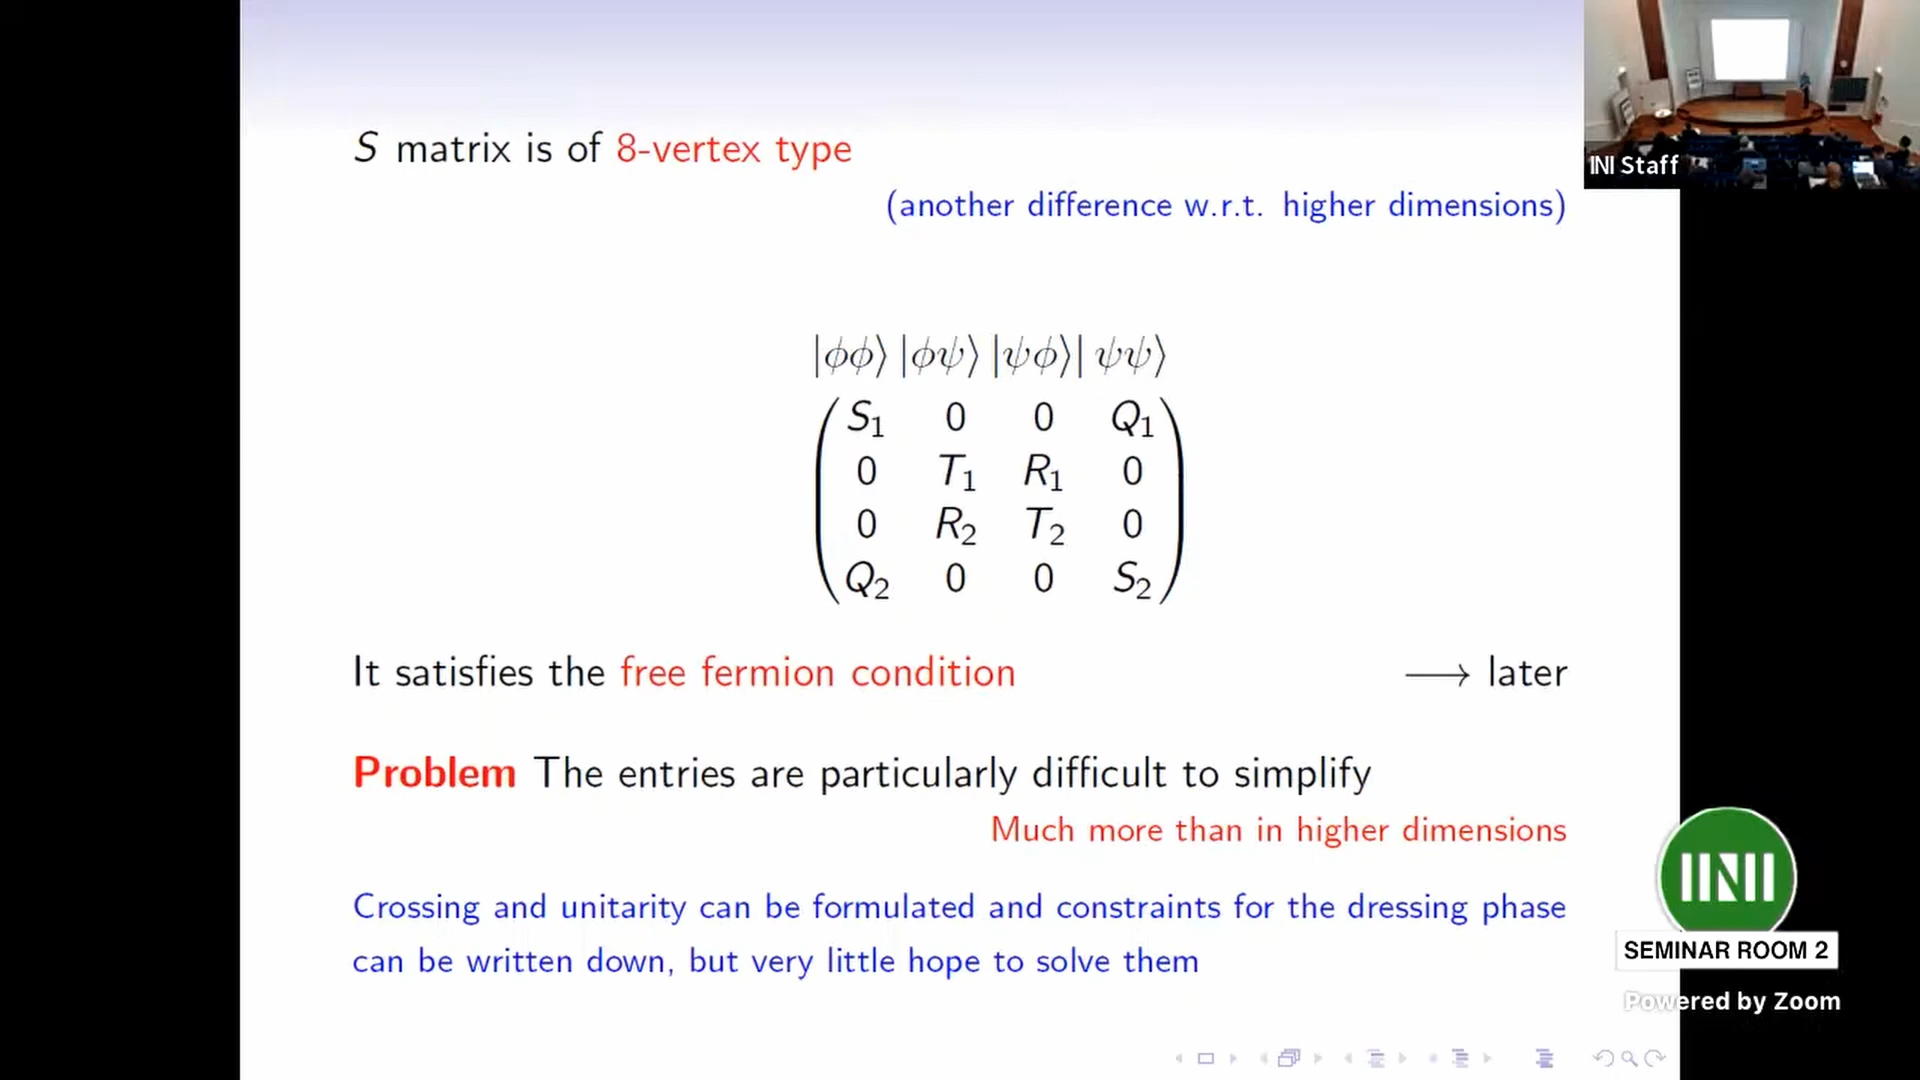 S matrix is of 8-vertex type
INI Staff
(another difference w.r.t. higher dimensions)
|ϕϕ⟩ |ϕψ⟩ |ψϕ⟩| ψψ⟩
S₁ 0 0 Q₁
0 T₁ R₁ 0
0 R₂ T₂ 0
Q₂ 0 0 S₂
It satisfies the free fermion condition ⟶ later
Problem The entries are particularly difficult to simplify
Much more than in higher dimensions
Crossing and unitarity can be formulated and constraints for the dressing phase
can be written down, but very little hope to solve them
INI
SEMINAR ROOM 2
Powered by Zoom